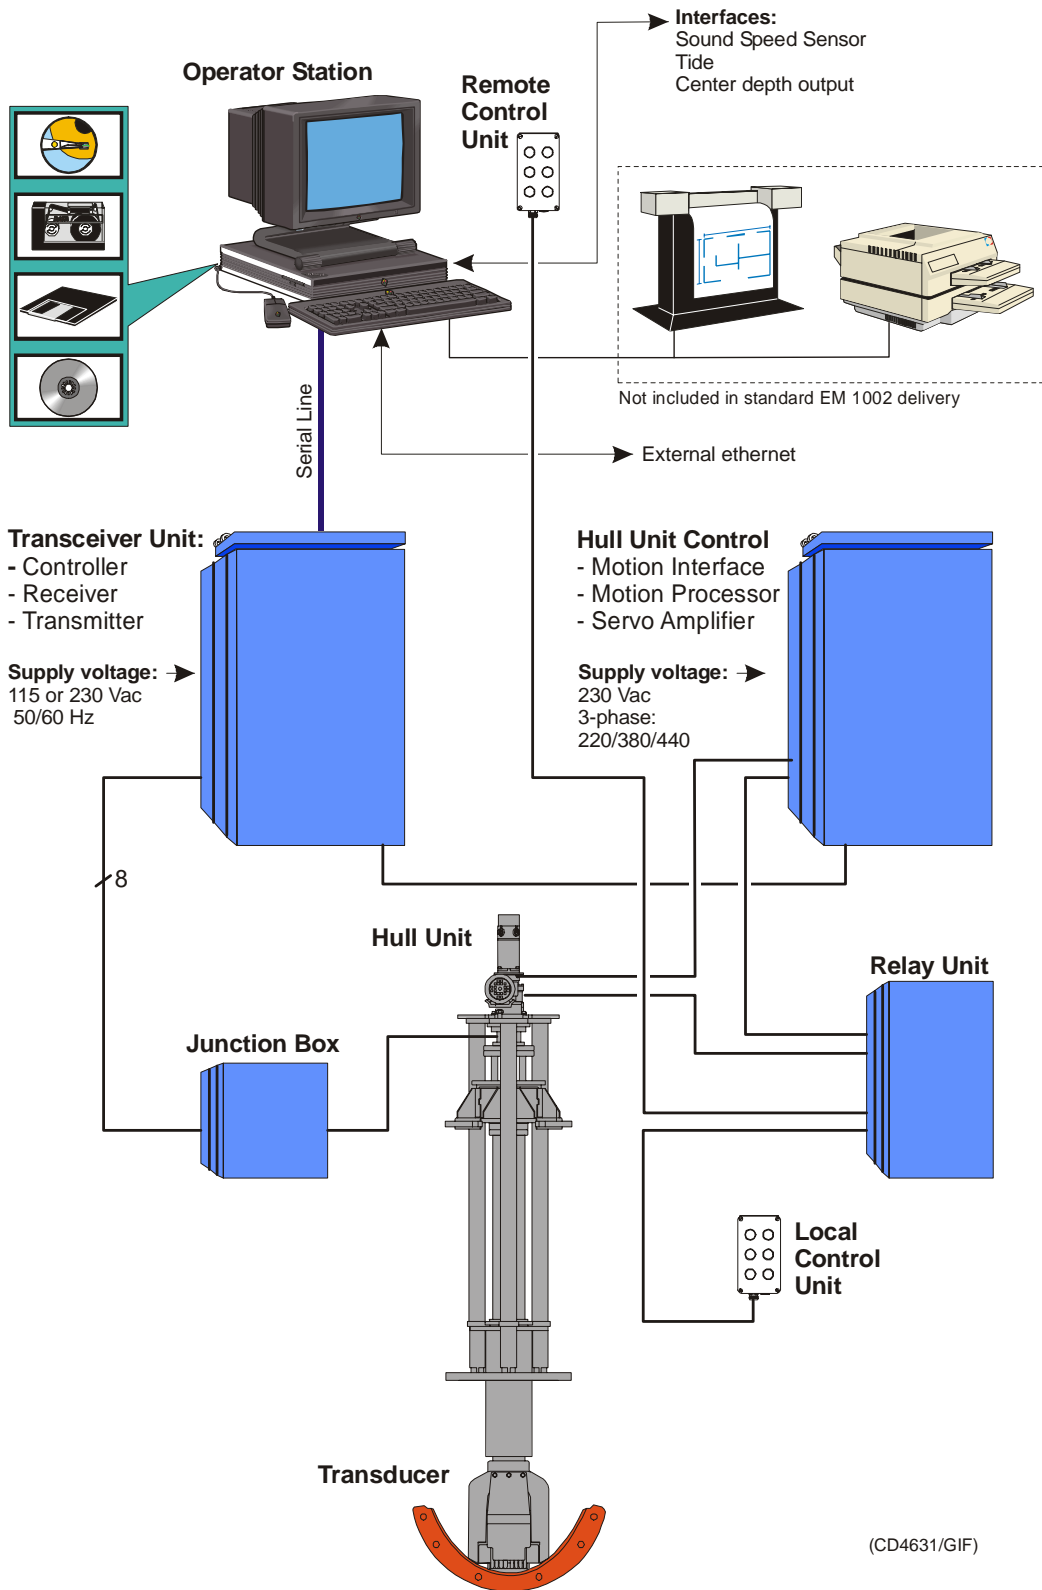 Interfaces:
Sound Speed Sensor
Tide
Center depth output
Operator Station
Remote
Control
Unit
Not included in standard EM 1002 delivery
Serial Line
External ethernet
Transceiver Unit:
- Controller
- Receiver
- Transmitter
Supply voltage:
115 or 230 Vac
50/60 Hz
Hull Unit Control
- Motion Interface
- Motion Processor
- Servo Amplifier
Supply voltage:
230 Vac
3-phase:
220/380/440
8
Hull Unit
Relay Unit
Junction Box
Local
Control
Unit
Transducer
(CD4631/GIF)